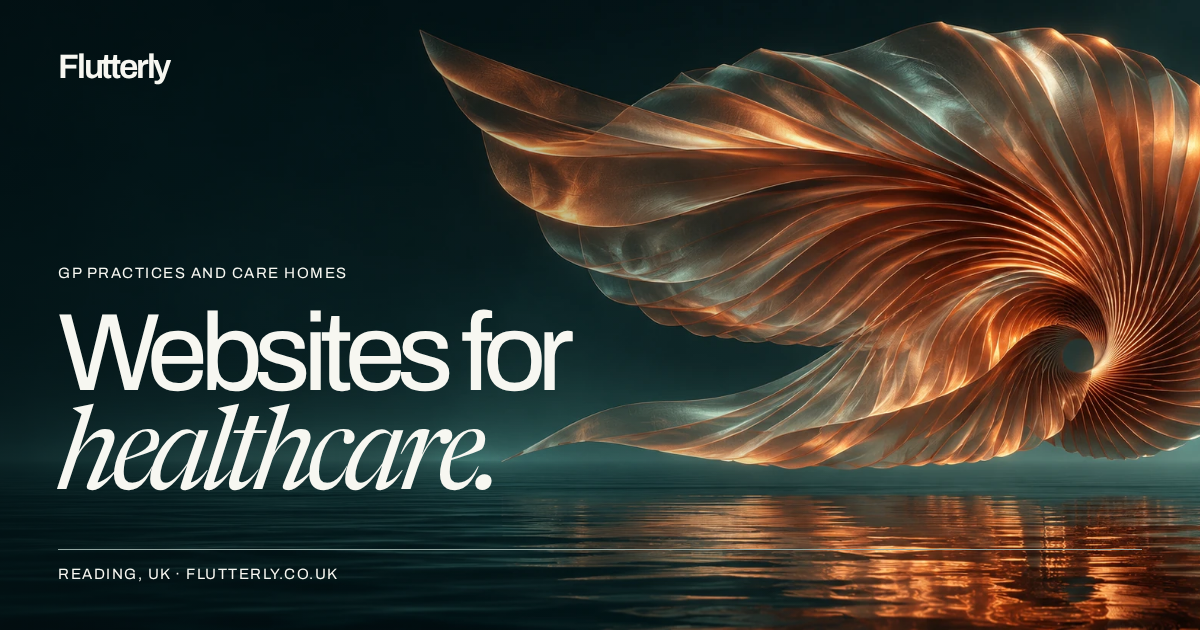 Flutterly
GP PRACTICES AND CARE HOMES
Websites for
healthcare.
READING, UK · FLUTTERLY.CO.UK